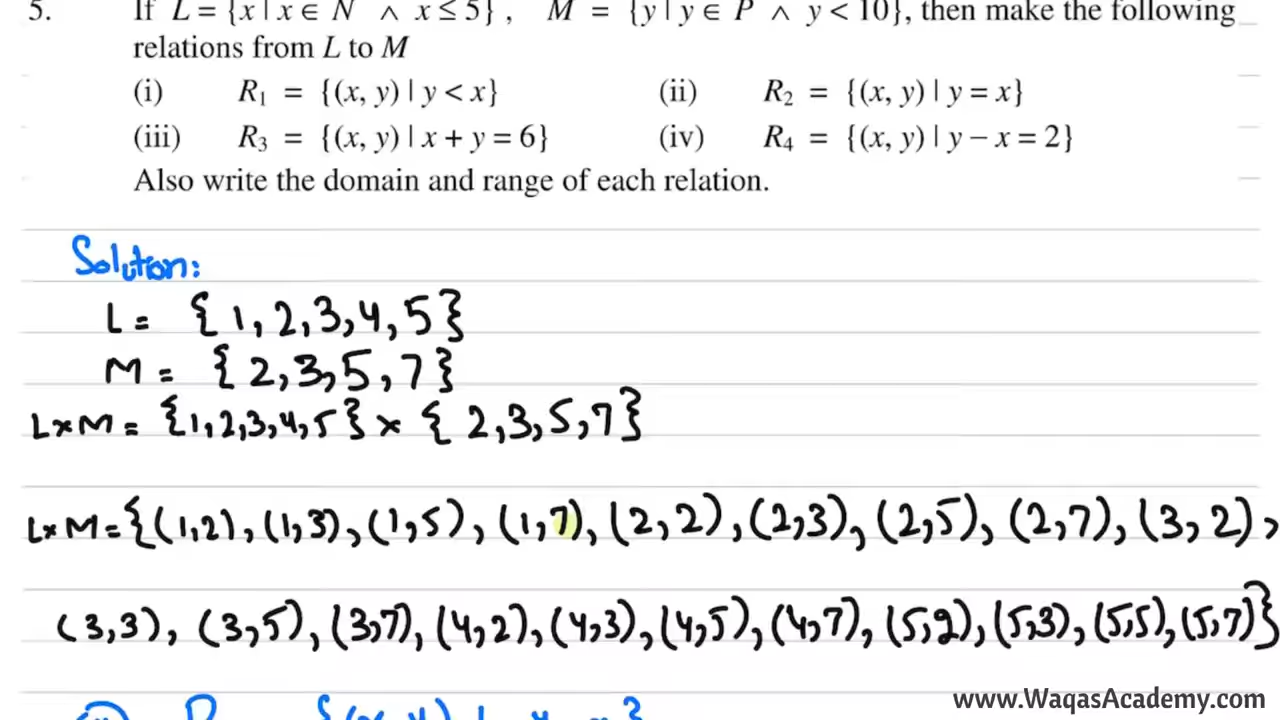 5. If L = {x | x ∈ N ∧ x ≤ 5}, M = {y | y ∈ P ∧ y < 10}, then make the following
relations from L to M
(i) R₁ = {(x, y) | y < x} (ii) R₂ = {(x, y) | y = x}
(iii) R₃ = {(x, y) | x + y = 6} (iv) R₄ = {(x, y) | y − x = 2}
Also write the domain and range of each relation.
Solution:
L = {1, 2, 3, 4, 5}
M = {2, 3, 5, 7}
L×M = {1, 2, 3, 4, 5} × {2, 3, 5, 7}
L×M = {(1, 2), (1, 3), (1, 5), (1, 7), (2, 2), (2, 3), (2, 5), (2, 7), (3, 2),
(3, 3), (3, 5), (3, 7), (4, 2), (4, 3), (4, 5), (4, 7), (5, 2), (5, 3), (5, 5), (5, 7)}
www.WaqasAcademy.com